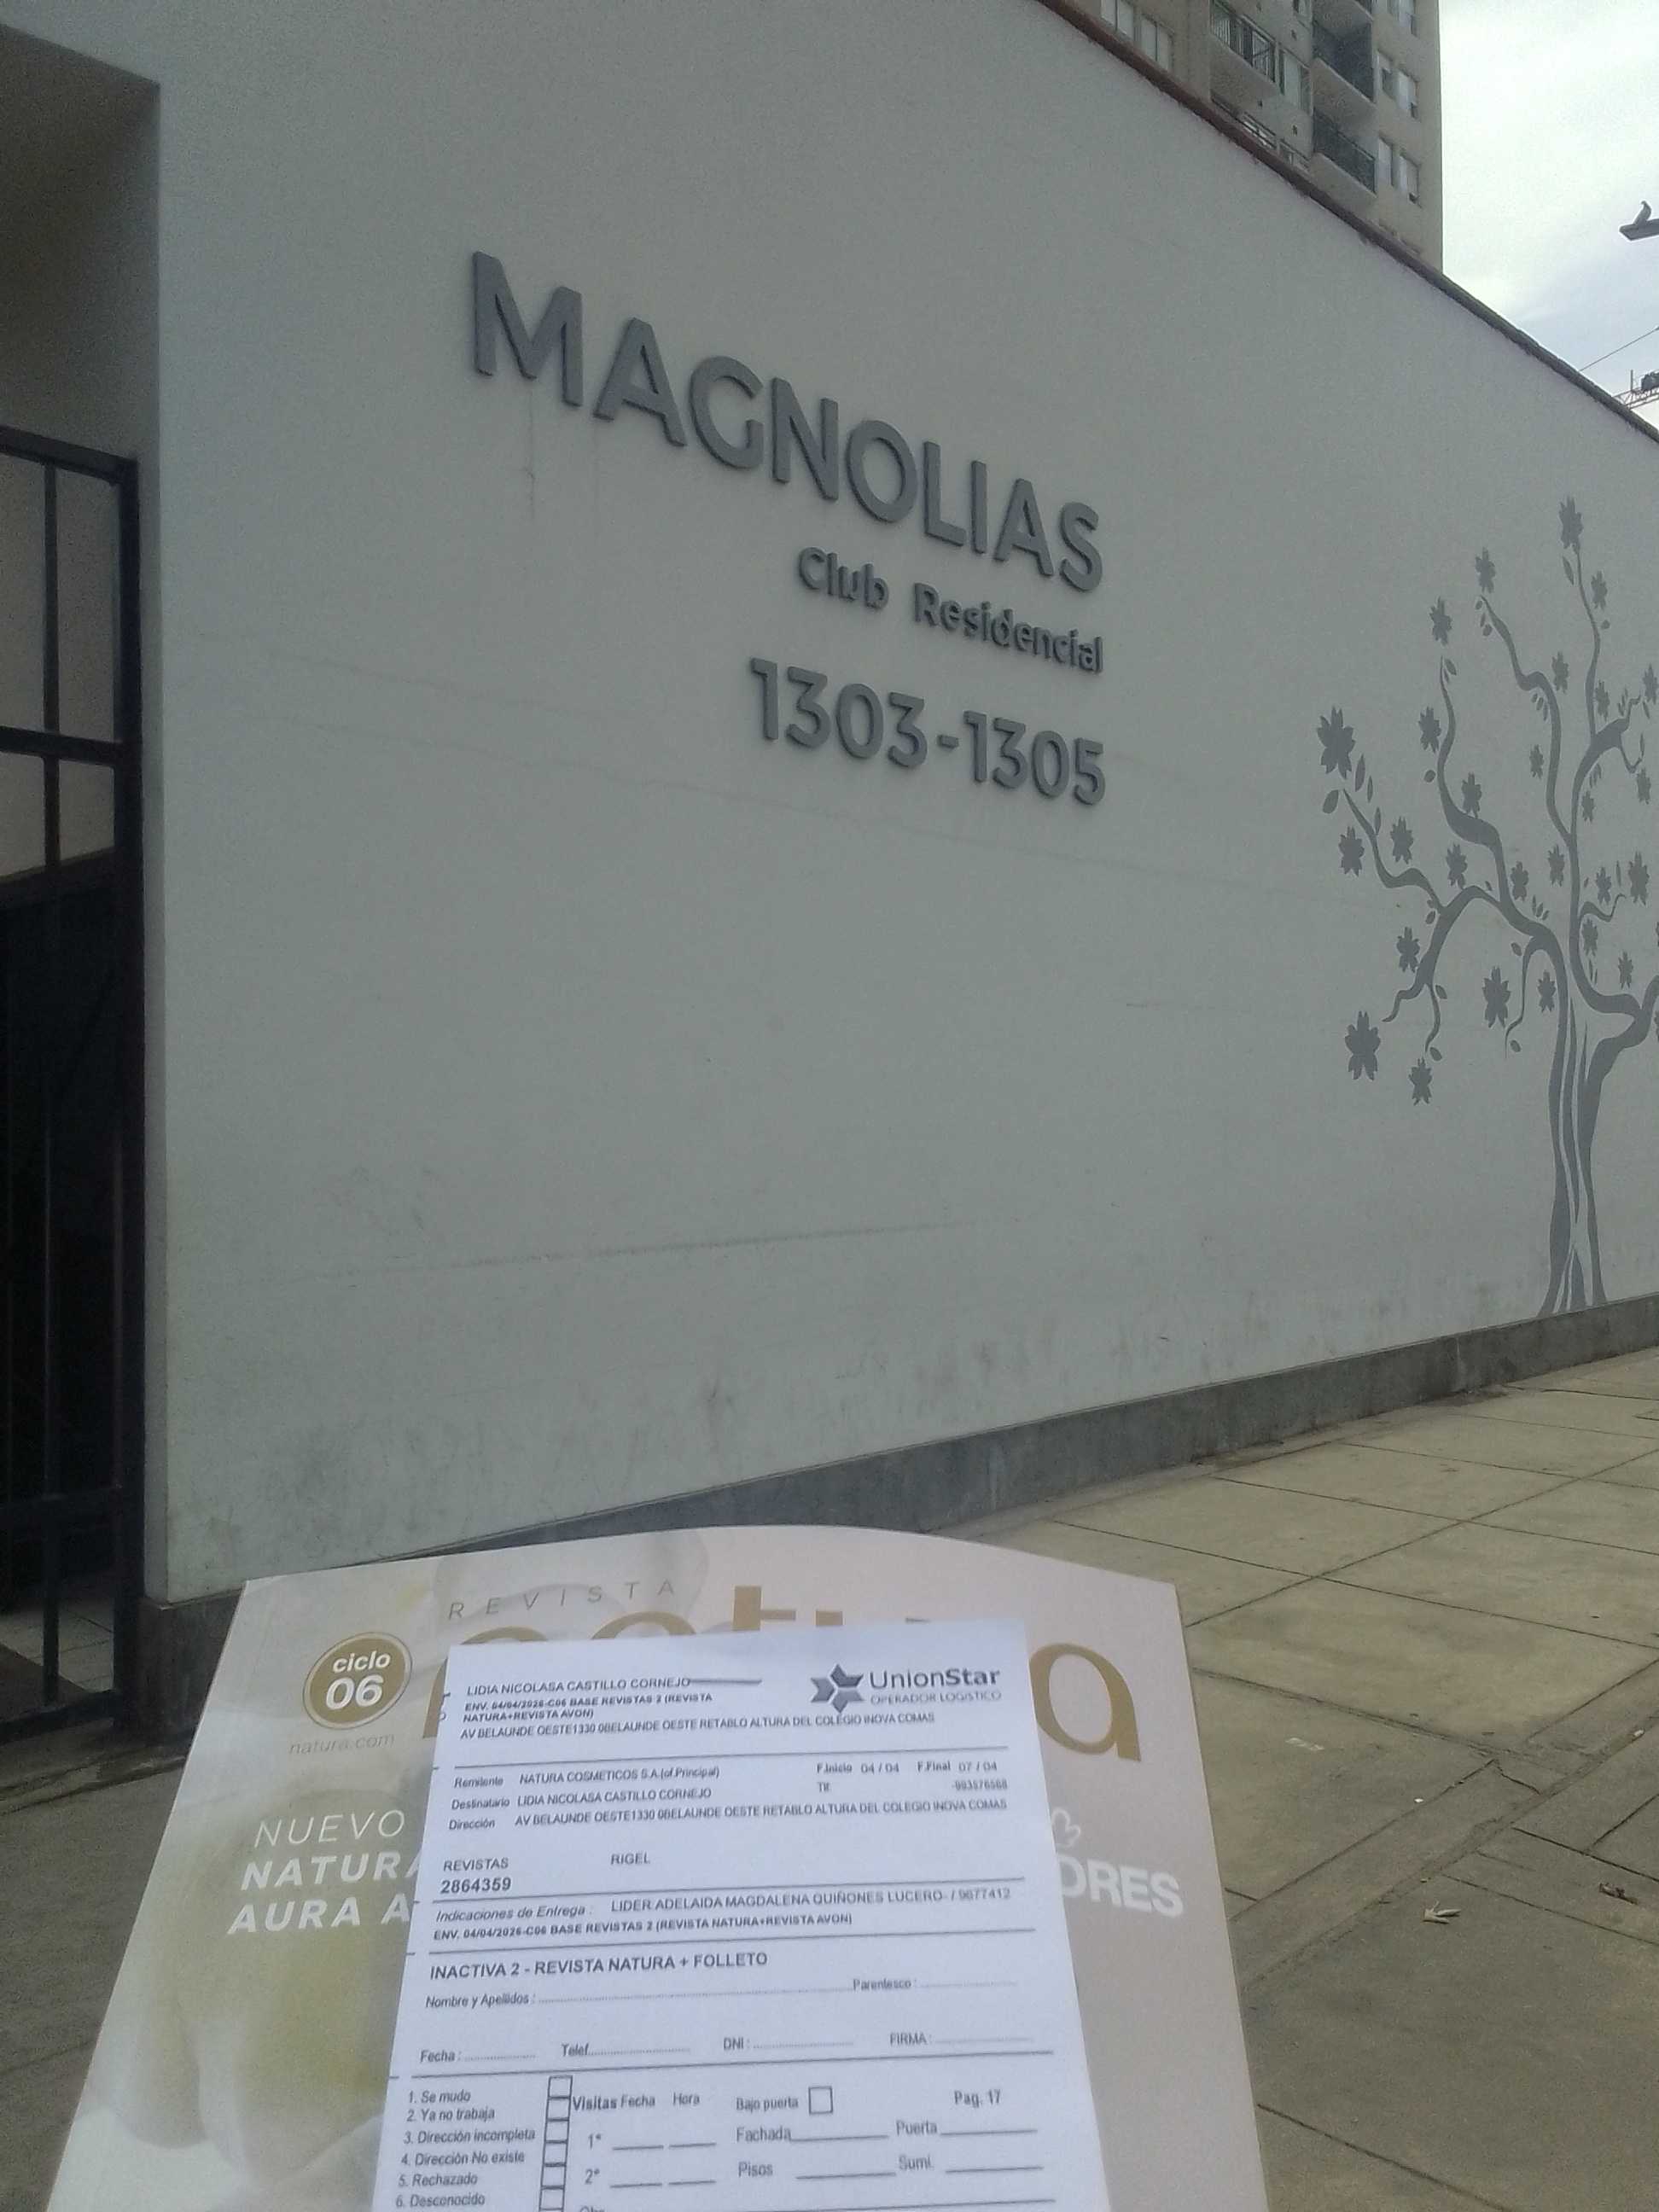 MAGNOLIAS
Club Residencial
1303-1305
REVISTA
ciclo
06
natura.com
NUEVO
NATURA
AURA A
DORES
UnionStar
OPERADOR LOGISTICO
LIDIA NICOLASA CASTILLO CORNEJO
ENV. 04/04/2026-C06 BASE REVISTAS 2 (REVISTA
NATURA+REVISTA AVON)
AV BELAUNDE OESTE1330 0BELAUNDE OESTE RETABLO ALTURA DEL COLEGIO INOVA COMAS
Remitente NATURA COSMETICOS S.A.(of.Principal) F.Inicio 04 / 04 F.Final 07 / 04
Destinatario LIDIA NICOLASA CASTILLO CORNEJO Tlf: -993576568
Dirección AV BELAUNDE OESTE1330 0BELAUNDE OESTE RETABLO ALTURA DEL COLEGIO INOVA COMAS
REVISTAS RIGEL
2864359
Indicaciones de Entrega : LIDER:ADELAIDA MAGDALENA QUIÑONES LUCERO- / 9677412
ENV. 04/04/2026-C06 BASE REVISTAS 2 (REVISTA NATURA+REVISTA AVON)
INACTIVA 2 - REVISTA NATURA + FOLLETO
Nombre y Apellidos : Parentesco :
Fecha : Telef. DNI : FIRMA :
1. Se mudo Visitas Fecha Hora Bajo puerta Pag. 17
2. Ya no trabaja
3. Dirección incompleta 1° Fachada Puerta
4. Dirección No existe
5. Rechazado 2° Pisos Sumi.
6. Desconocido